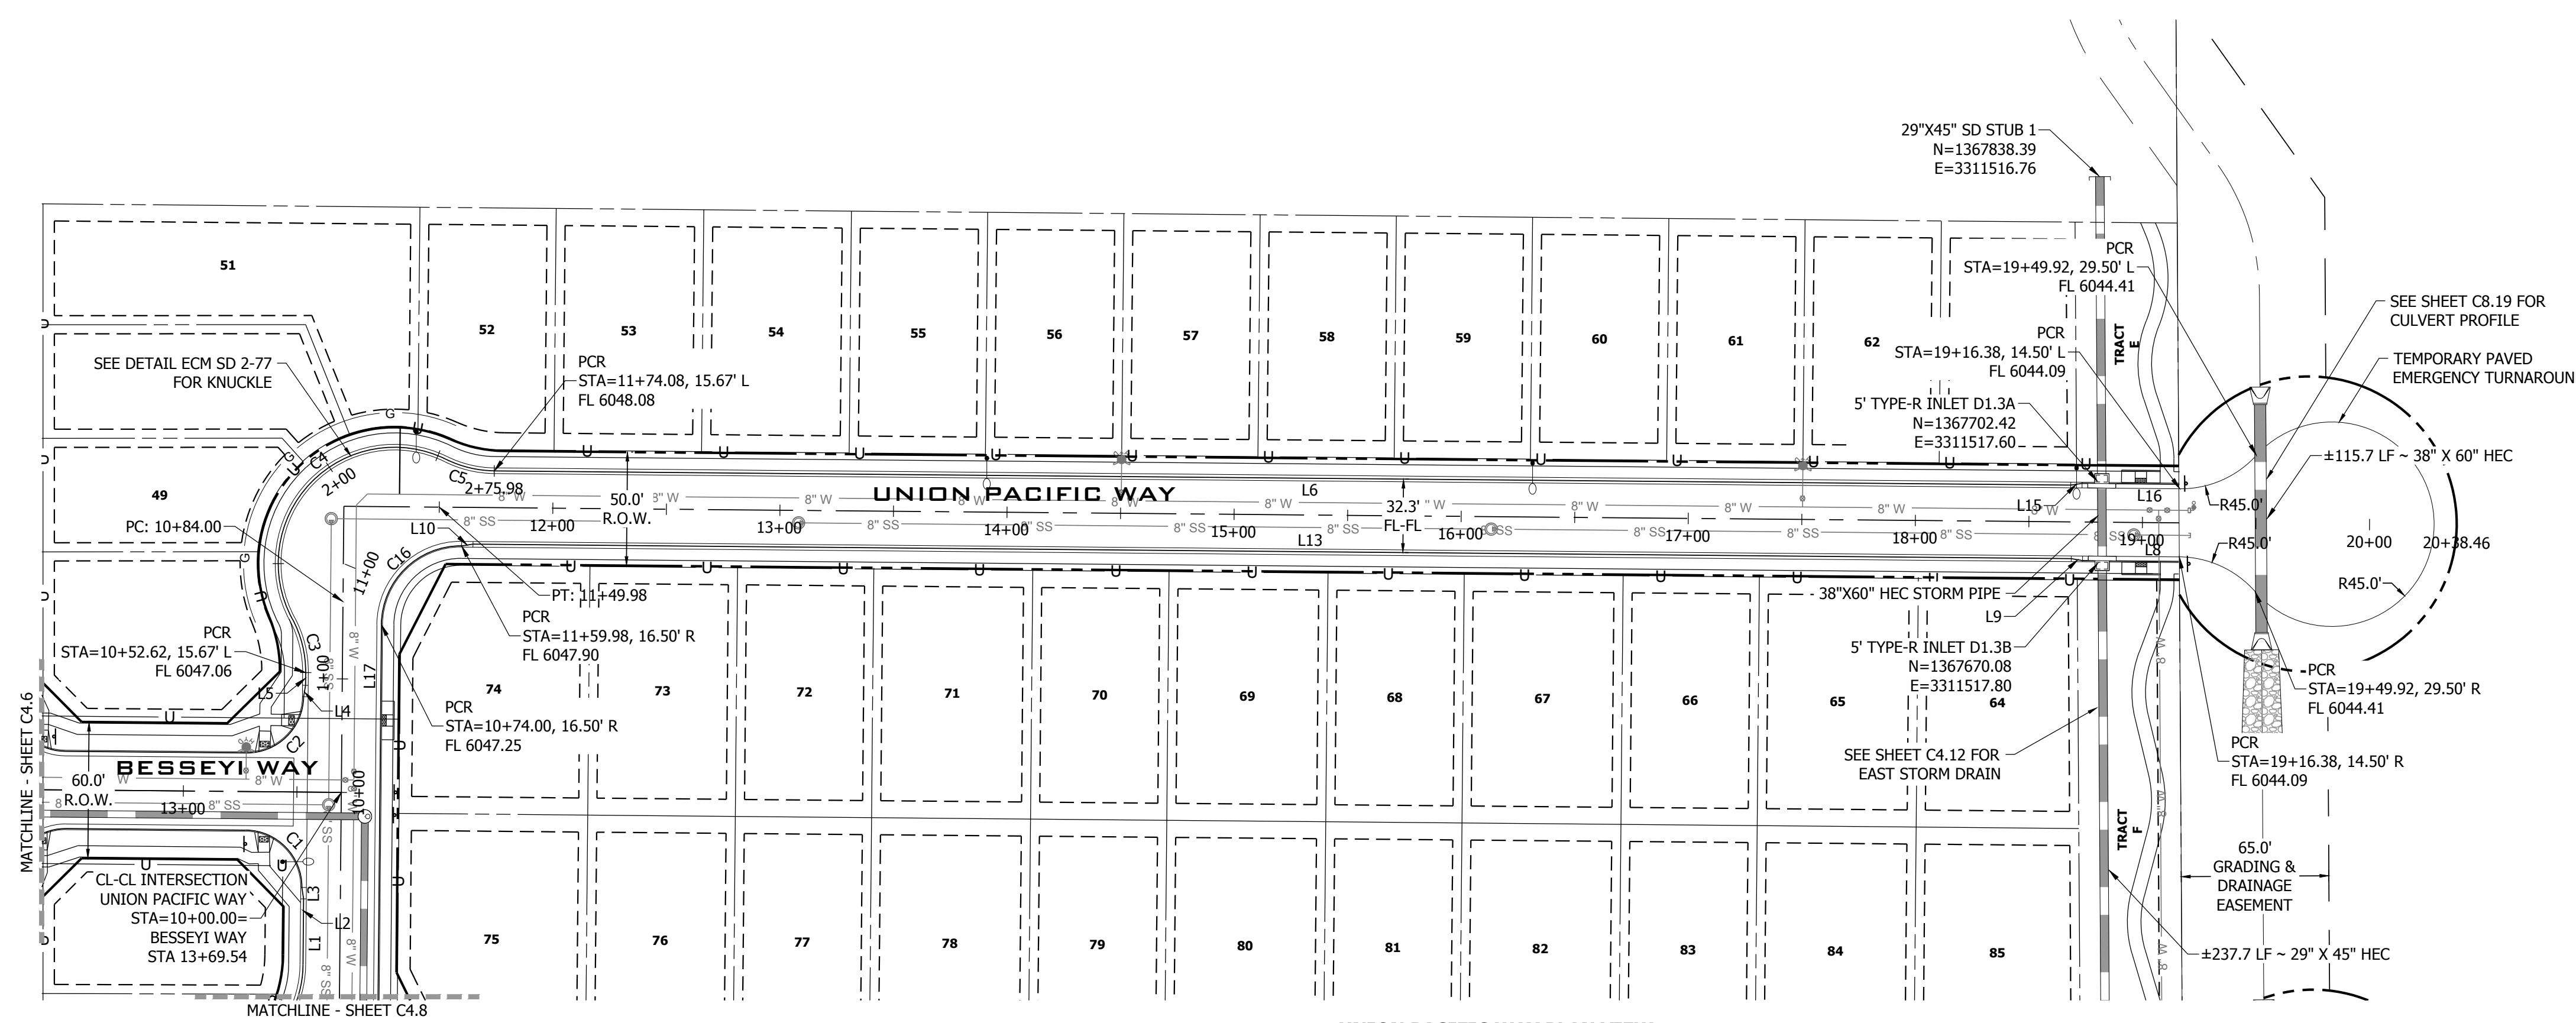 29"X45" SD STUB 1
N=1367838.39
E=3311516.76
51
52
53
54
55
56
57
58
59
60
61
62
PCR
STA=19+49.92, 29.50' L
FL 6044.41
SEE SHEET C8.19 FOR
CULVERT PROFILE
TRACT
E
PCR
STA=19+16.38, 14.50' L
FL 6044.09
TEMPORARY PAVED
EMERGENCY TURNAROUN
SEE DETAIL ECM SD 2-77
FOR KNUCKLE
PCR
STA=11+74.08, 15.67' L
FL 6048.08
5' TYPE-R INLET D1.3A
N=1367702.42
E=3311517.60
±115.7 LF ~ 38" X 60" HEC
G
U
C4
C5
2+00
2+75.98
49
PC: 10+84.00
50.0'
R.O.W.
UNION PACIFIC WAY
L6
32.3'
FL-FL
L15
L16
R45.0'
8" W
8" SS
L10
12+00
13+00
14+00
15+00
16+00
17+00
18+00
19+00
L13
L8
R45.0'
20+00
20+38.46
R45.0'
11+00
C16
PT: 11+49.98
PCR
STA=11+59.98, 16.50' R
FL 6047.90
38"X60" HEC STORM PIPE
L9
PCR
STA=10+52.62, 15.67' L
FL 6047.06
C3
1+00
L5
L4
L17
5' TYPE-R INLET D1.3B
N=1367670.08
E=3311517.80
PCR
STA=19+49.92, 29.50' R
FL 6044.41
74
73
72
71
70
69
68
67
66
65
64
PCR
STA=10+74.00, 16.50' R
FL 6047.25
C2
SEE SHEET C4.12 FOR
EAST STORM DRAIN
PCR
STA=19+16.38, 14.50' R
FL 6044.09
MATCHLINE - SHEET C4.6
BESSEYI WAY
60.0'
R.O.W.
8" W
8" SS
13+00
10+00
C1
TRACT
F
65.0'
GRADING &
DRAINAGE
EASEMENT
CL-CL INTERSECTION
UNION PACIFIC WAY
STA=10+00.00=
BESSEYI WAY
STA 13+69.54
L3
L2
L1
75
76
77
78
79
80
81
82
83
84
85
±237.7 LF ~ 29" X 45" HEC
MATCHLINE - SHEET C4.8